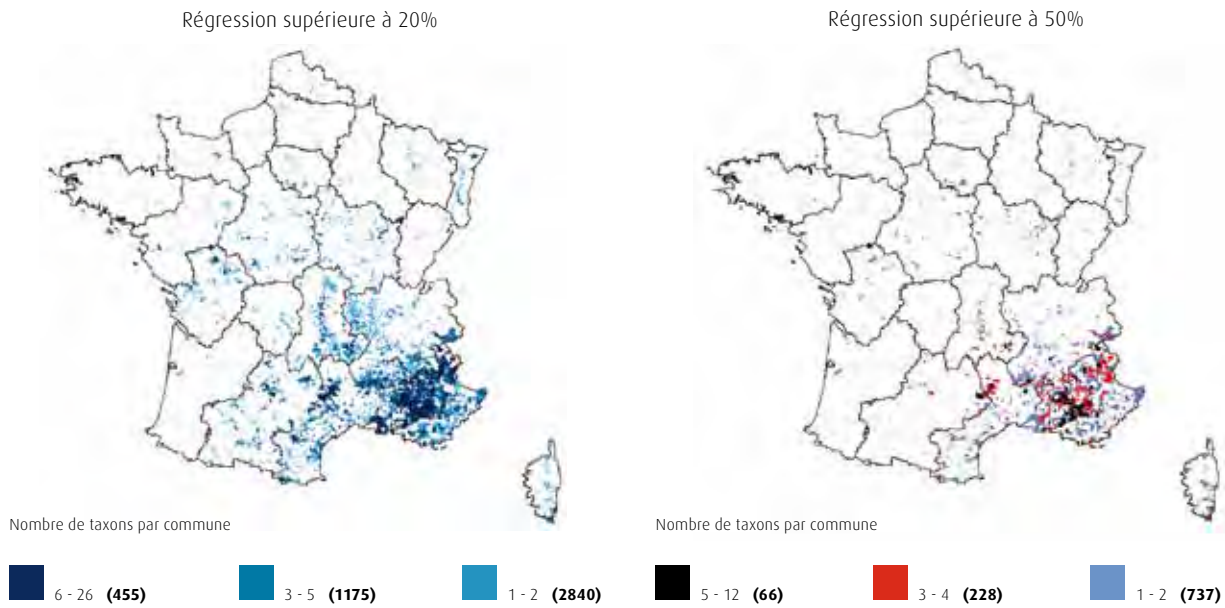 Régression supérieure à 20%
Régression supérieure à 50%
Nombre de taxons par commune
6 - 26 (455)
3 - 5 (1175)
1 - 2 (2840)
Nombre de taxons par commune
5 - 12 (66)
3 - 4 (228)
1 - 2 (737)